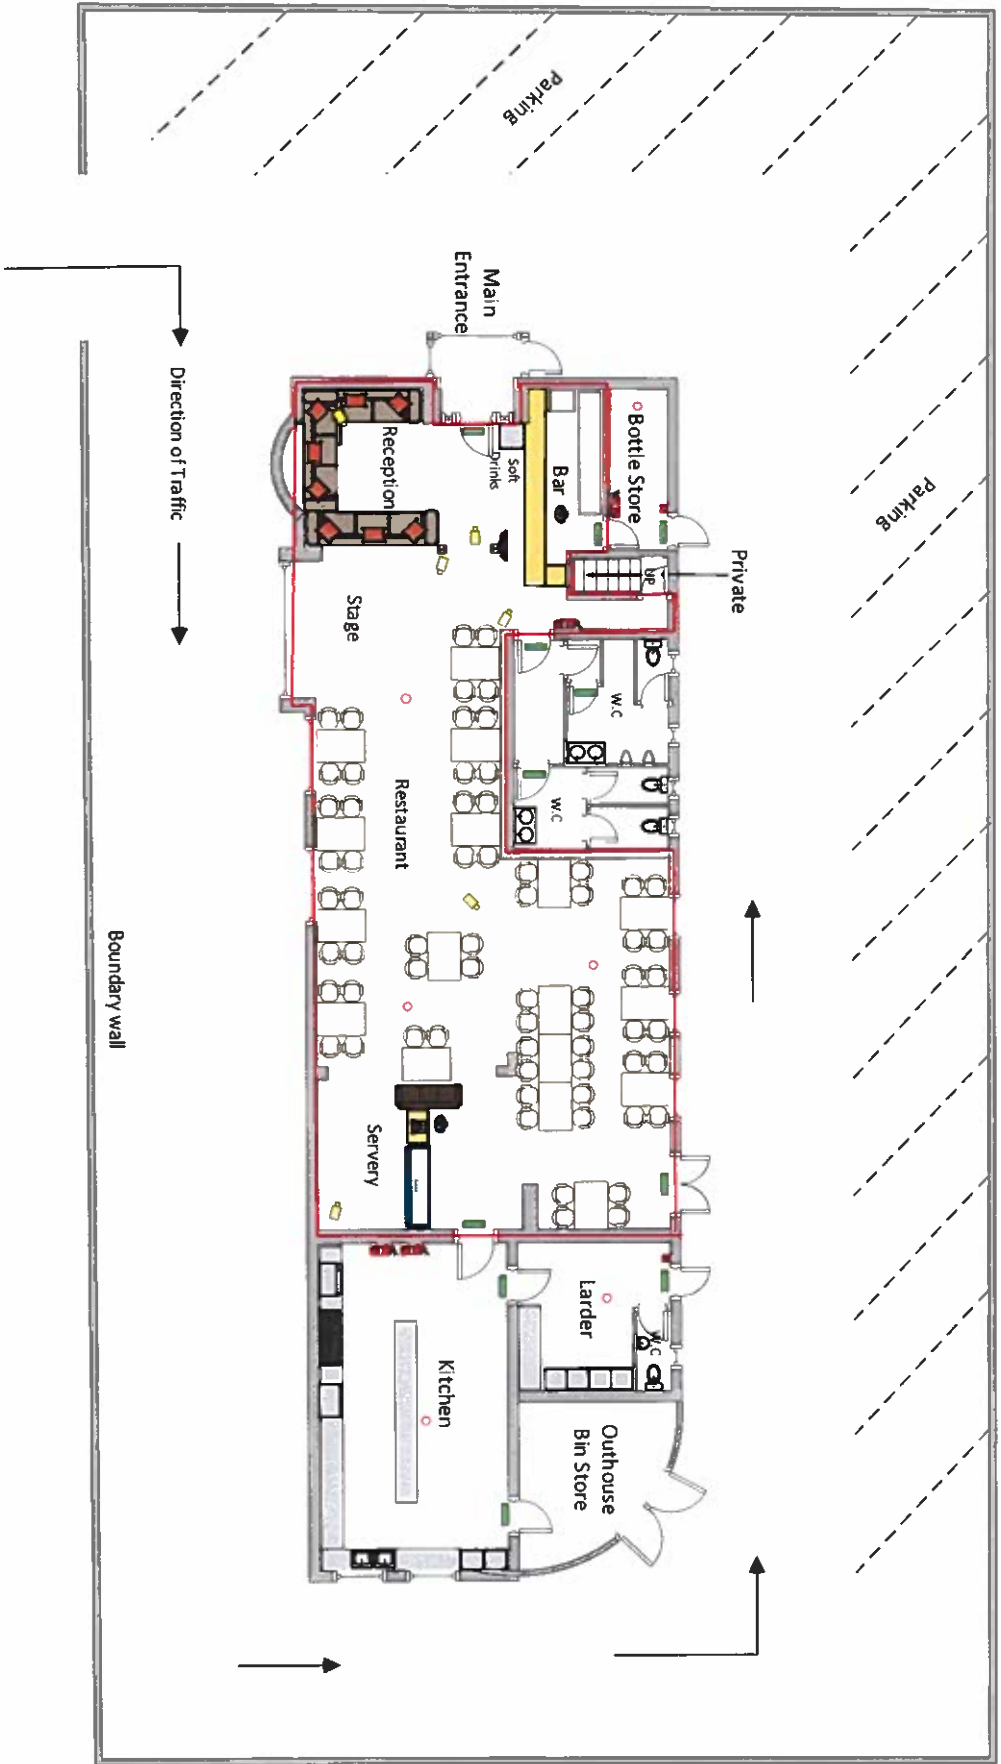 Parking
Parking
Main
Entrance
Direction of Traffic
Reception
Soft
Drinks
Bar
Bottle Store
UP
Private
Stage
W.C
W.C
Restaurant
Boundary wall
Servery
Larder
W.C
Kitchen
Outhouse
Bin Store